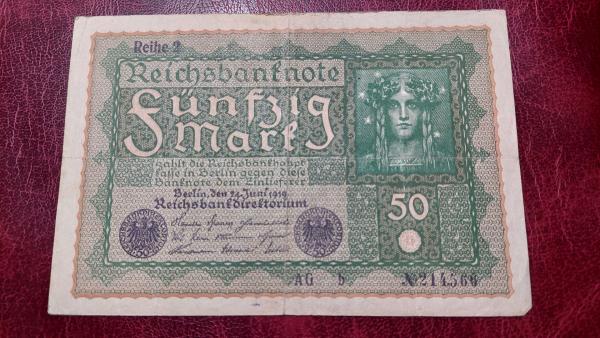 Reihe 2
Reichsbanknote
Fünfzig
Mark
zahlt die Reichsbankhaupt
kasse in Berlin gegen diese
Banknote dem Einlieferer
Berlin, den 24. Juni 1919
Reichsbankdirektorium
50
AG b №214566